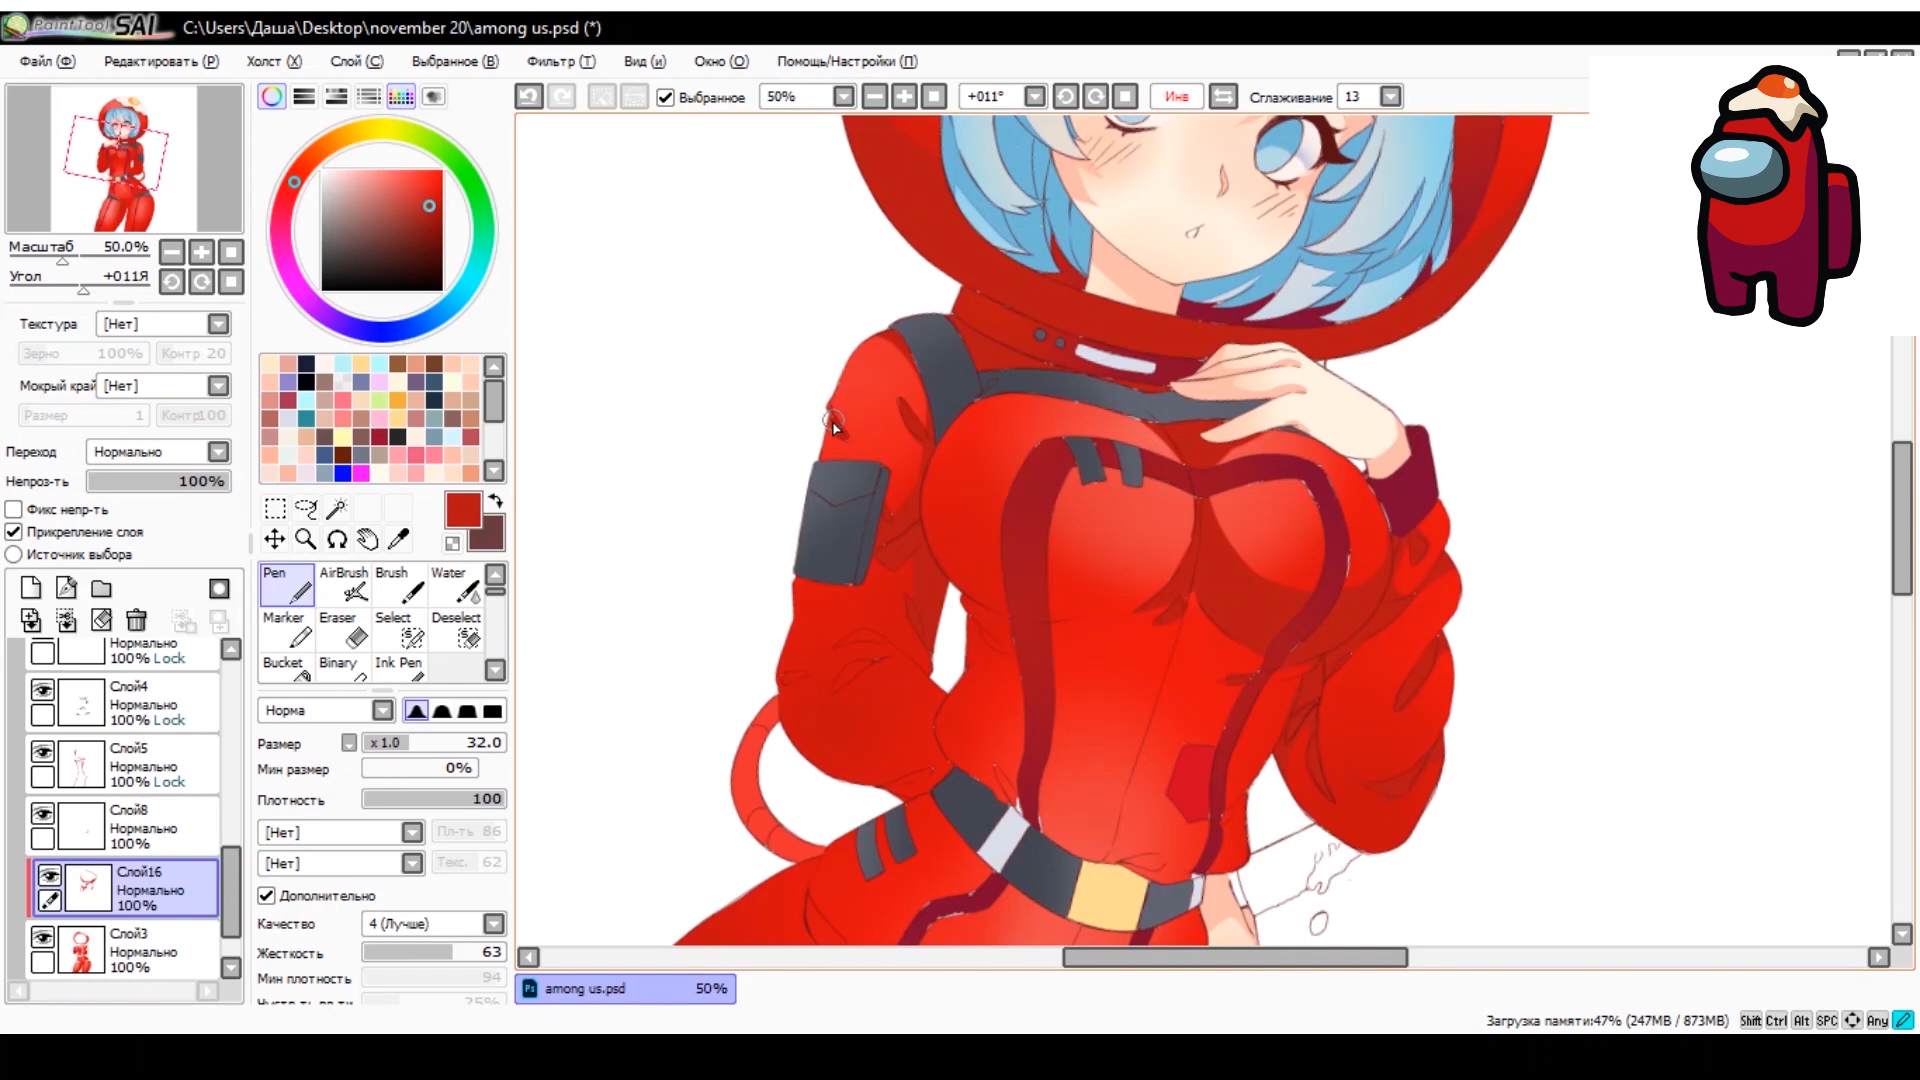 PaintTool SAI C:\Users\Даша\Desktop\november 20\among us.psd (*)
Файл (Ф) Редактировать (Р) Холст (Х) Слой (С) Выбранное (В) Фильтр (Т) Вид (и) Окно (О) Помощь/Настройки (П)
Выбранное 50% +011° Инв Сглаживание 13
Масштаб 50.0%
Угол +011Я
Текстура [Нет]
Зерно 100% Контр 20
Мокрый край [Нет]
Размер 1 Контр100
Переход Нормально
Непроз-ть 100%
Фикс непр-ть
Прикрепление слоя
Источник выбора
Нормально
100% Lock
Слой4
Нормально
100% Lock
Слой5
Нормально
100% Lock
Слой8
Нормально
100%
Слой16
Нормально
100%
Слой3
Нормально
100%
Pen AirBrush Brush Water
Marker Eraser Select Deselect
Bucket Binary Ink Pen
Норма
Размер x 1.0 32.0
Мин размер 0%
Плотность 100
[Нет] Пл-ть 86
[Нет] Текс. 62
Дополнительно
Качество 4 (Лучше)
Жесткость 63
Мин плотность 94
25%
Ps among us.psd 50%
Загрузка памяти:47% (247MB / 873MB) Shift Ctrl Alt SPC Any